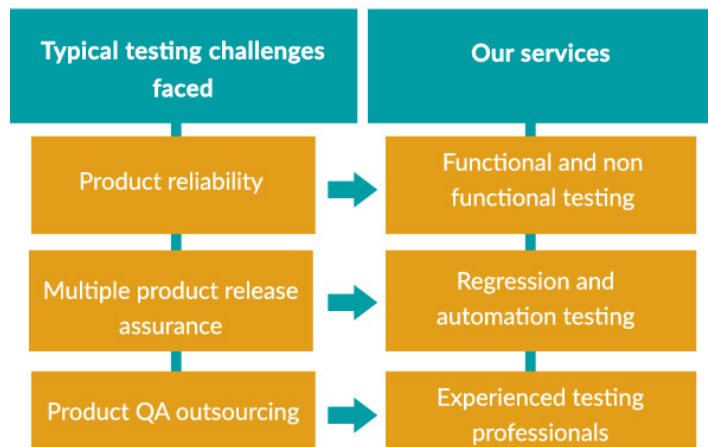 Typical testing challenges
faced
Our services
Product reliability
Functional and non
functional testing
Multiple product release
assurance
Regression and
automation testing
Product QA outsourcing
Experienced testing
professionals